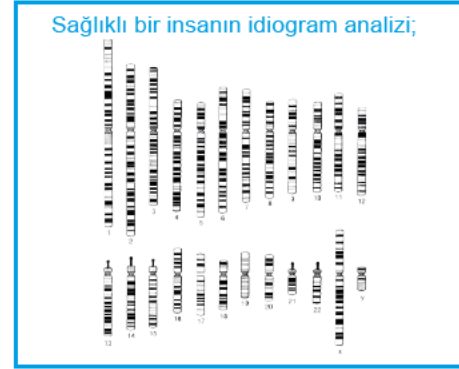 Sağlıklı bir insanın idiogram analizi;
1 2 3 4 5 6 7 8 9 10 11 12
13 14 15 16 17 18 19 20 21 22 X Y